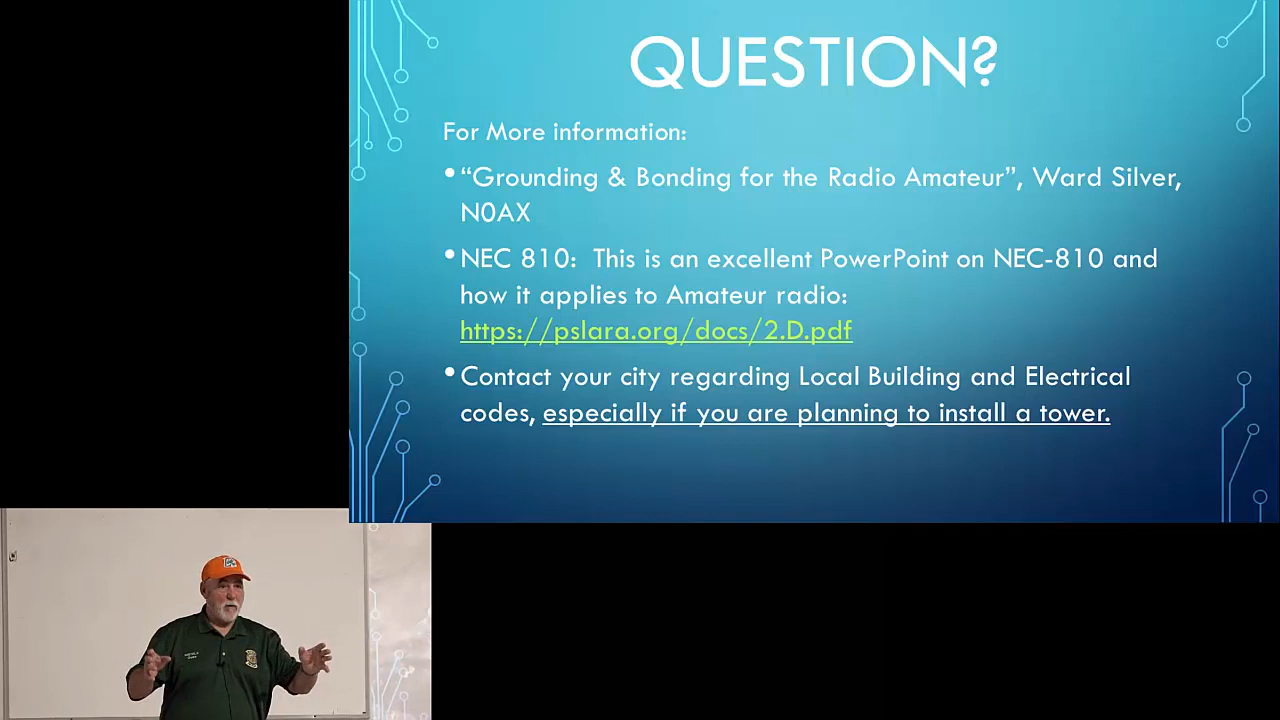 QUESTION?
For More information:
•“Grounding & Bonding for the Radio Amateur”, Ward Silver,
N0AX
•NEC 810:  This is an excellent PowerPoint on NEC-810 and
how it applies to Amateur radio:
https://pslara.org/docs/2.D.pdf
•Contact your city regarding Local Building and Electrical
codes, especially if you are planning to install a tower.